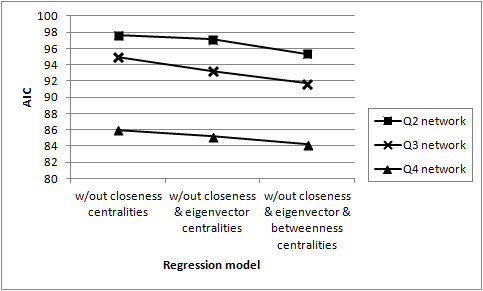 100
98
96
94
92
90
88
86
84
82
80
AIC
w/out closeness
centralities
w/out closeness
& eigenvector
centralities
w/out closeness
& eigenvector &
betweenness
centralities
Regression model
Q2 network
Q3 network
Q4 network